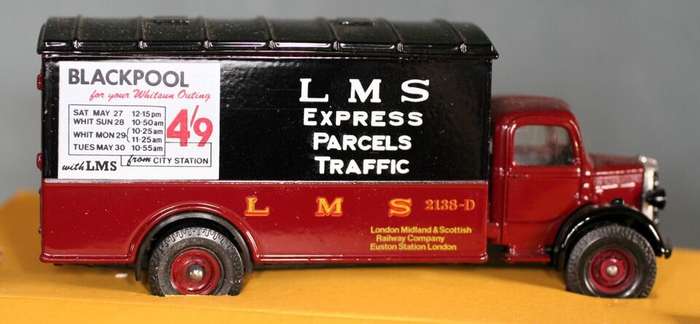 BLACKPOOL
for your Whitsun Outing
SAT MAY 27 12-15 pm
WHIT SUN 28 10-50 am
WHIT MON 29 { 10-25 am
11-25 am
TUES MAY 30 10-55 am
4/9
with LMS from CITY STATION
LMS
EXPRESS
PARCELS
TRAFFIC
L M S 2138-D
London Midland & Scottish
Railway Company
Euston Station London